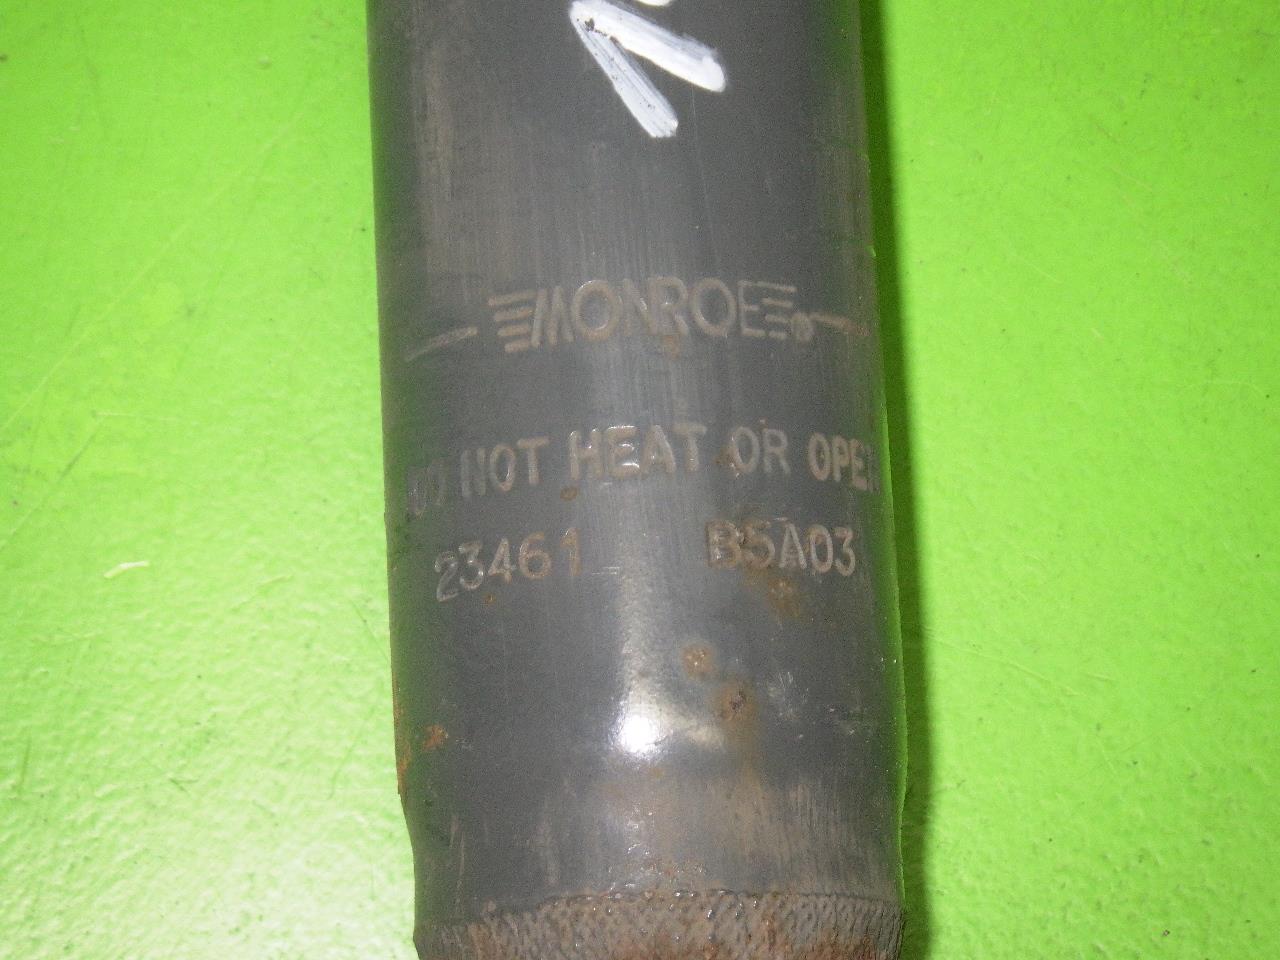 MONROE®
DO NOT HEAT OR OPEN
23461 B5A03